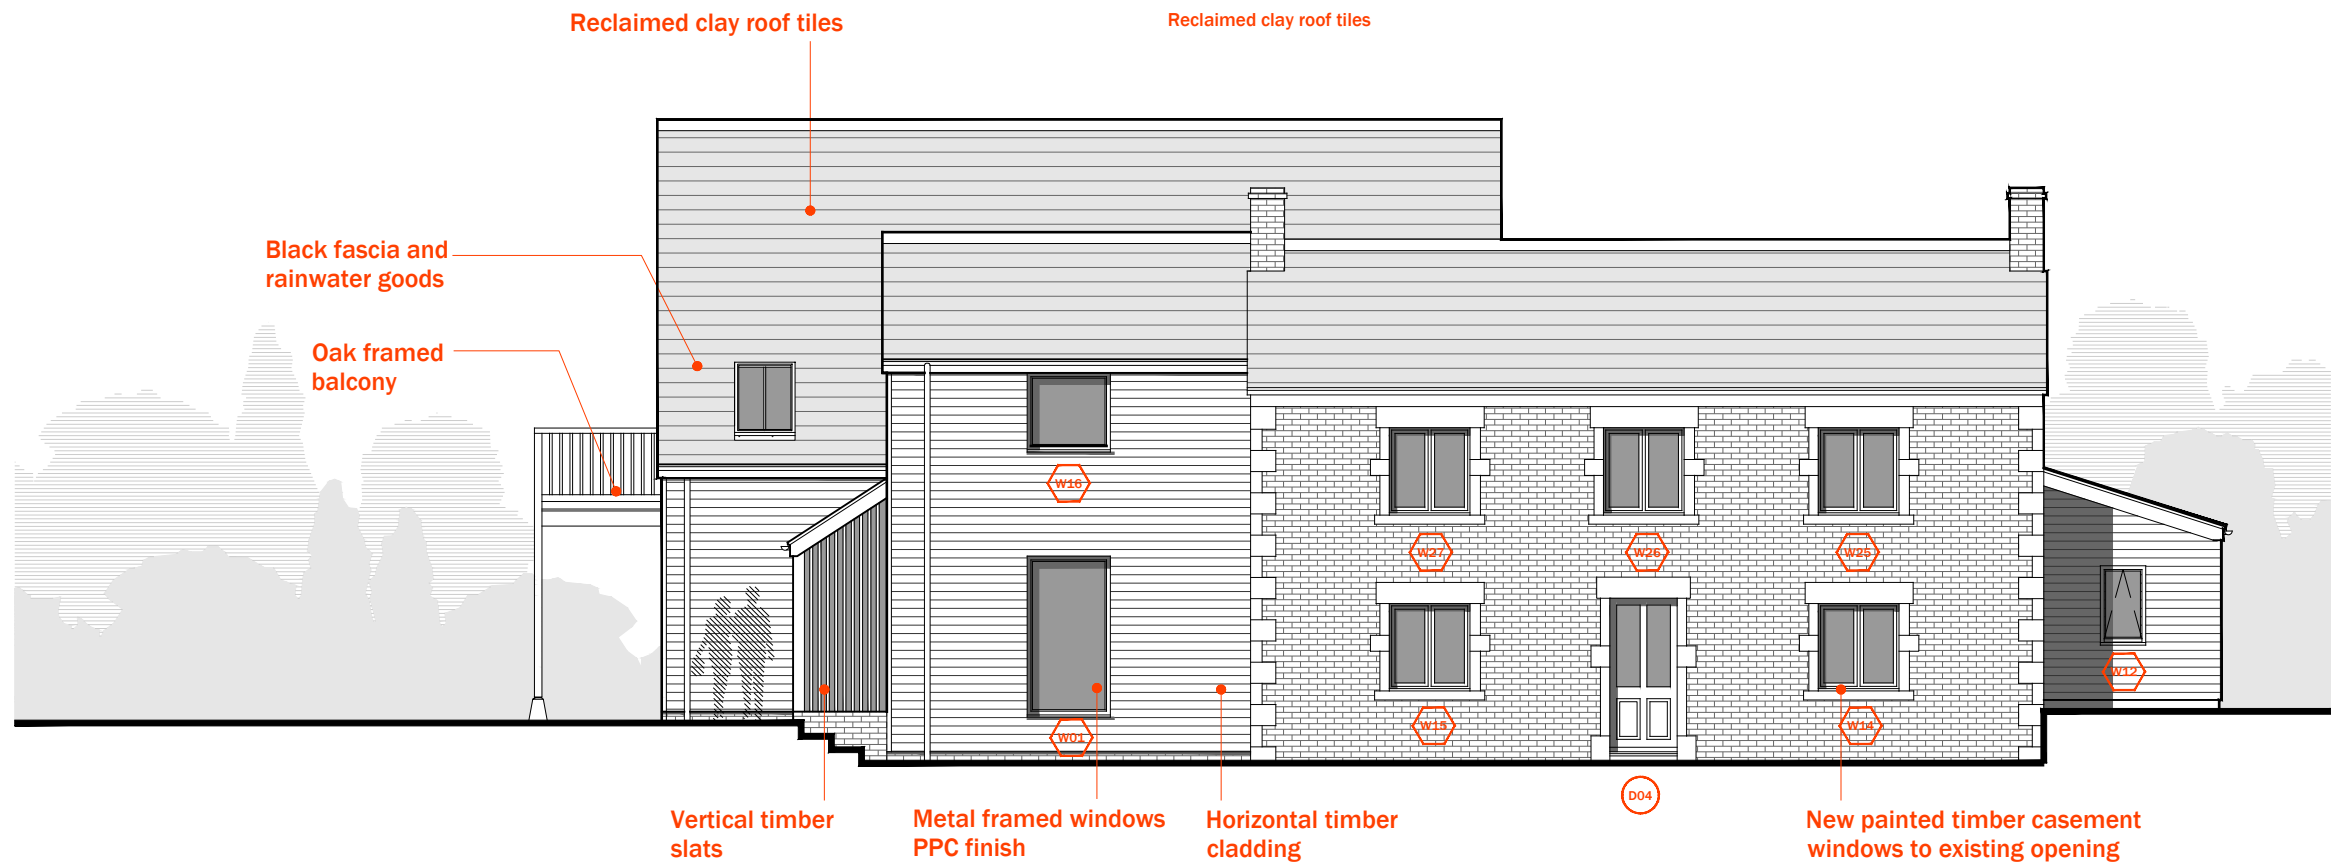 Reclaimed clay roof tiles
Reclaimed clay roof tiles
Black fascia and
rainwater goods
Oak framed
balcony
W16
W27
W26
W25
W12
W01
W15
W14
D04
Vertical timber
slats
Metal framed windows
PPC finish
Horizontal timber
cladding
New painted timber casement
windows to existing opening